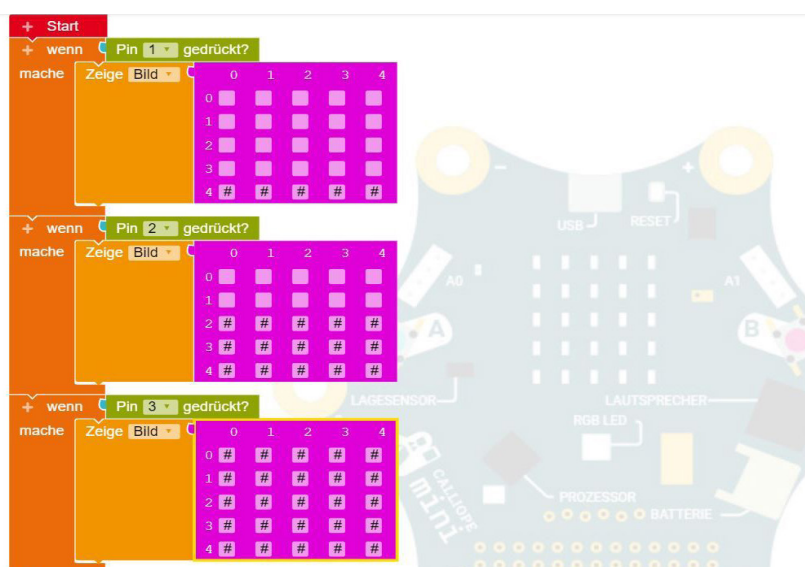 + Start
+ wenn Pin 1 gedrückt?
mache Zeige Bild 0 1 2 3 4
0
1
2
3
4 # # # # #
+ wenn Pin 2 gedrückt?
mache Zeige Bild 0 1 2 3 4
0
1
2 # # # # #
3 # # # # #
4 # # # # #
+ wenn Pin 3 gedrückt?
mache Zeige Bild 0 1 2 3 4
0 # # # # #
1 # # # # #
2 # # # # #
3 # # # # #
4 # # # # #
- +
USB RESET
A0 A1
A B
LAGESENSOR LAUTSPRECHER
RGB LED
CALLIOPE
mini
PROZESSOR
BATTERIE